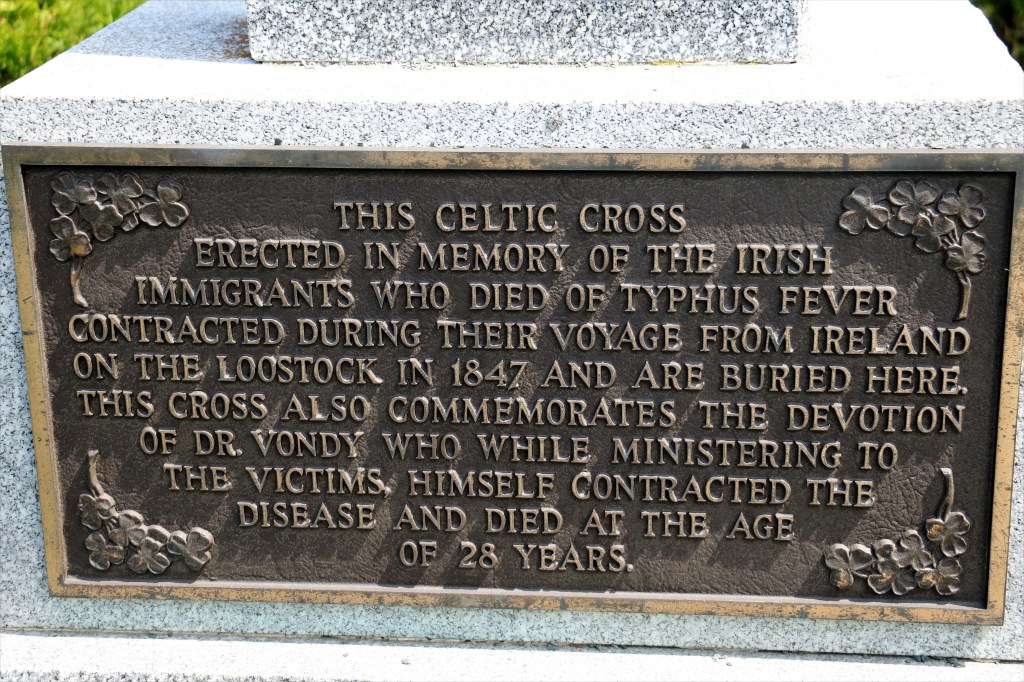 THIS CELTIC CROSS
ERECTED IN MEMORY OF THE IRISH
IMMIGRANTS WHO DIED OF TYPHUS FEVER
CONTRACTED DURING THEIR VOYAGE FROM IRELAND
ON THE LOOSTOCK IN 1847 AND ARE BURIED HERE.
THIS CROSS ALSO COMMEMORATES THE DEVOTION
OF DR. VONDY WHO WHILE MINISTERING TO
THE VICTIMS, HIMSELF CONTRACTED THE
DISEASE AND DIED AT THE AGE
OF 28 YEARS.